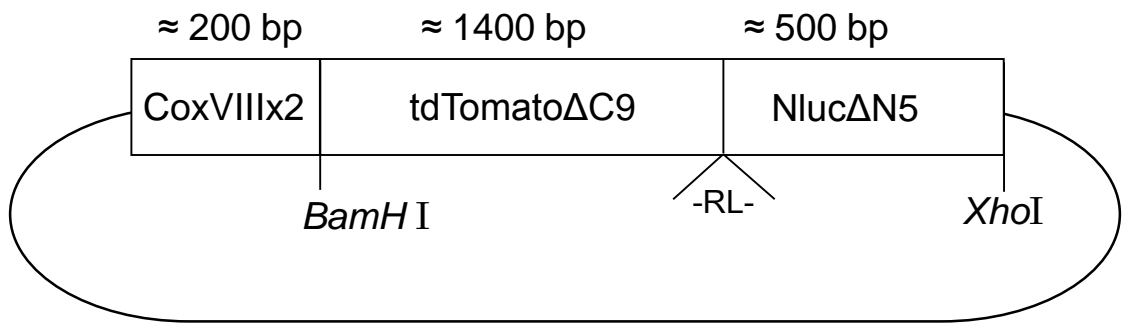 ≈ 200 bp ≈ 1400 bp ≈ 500 bp
CoxVIIIx2 tdTomatoΔC9 NlucΔN5
-RL-
BamH I XhoI